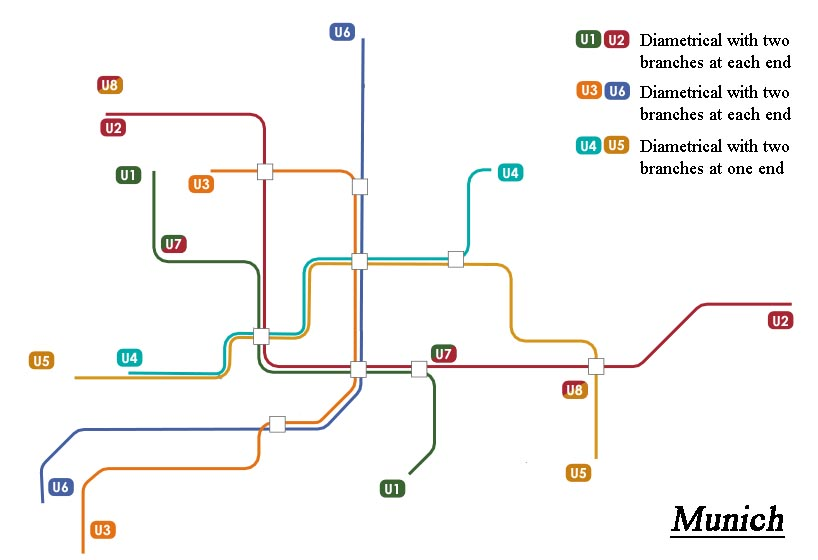 U6
U1 U2 Diametrical with two
branches at each end
U8
U3 U6 Diametrical with two
branches at each end
U2
U4 U5 Diametrical with two
branches at one end
U1
U3
U4
U7
U2
U4
U5
U7
U8
U5
U6
U1
U3
Munich